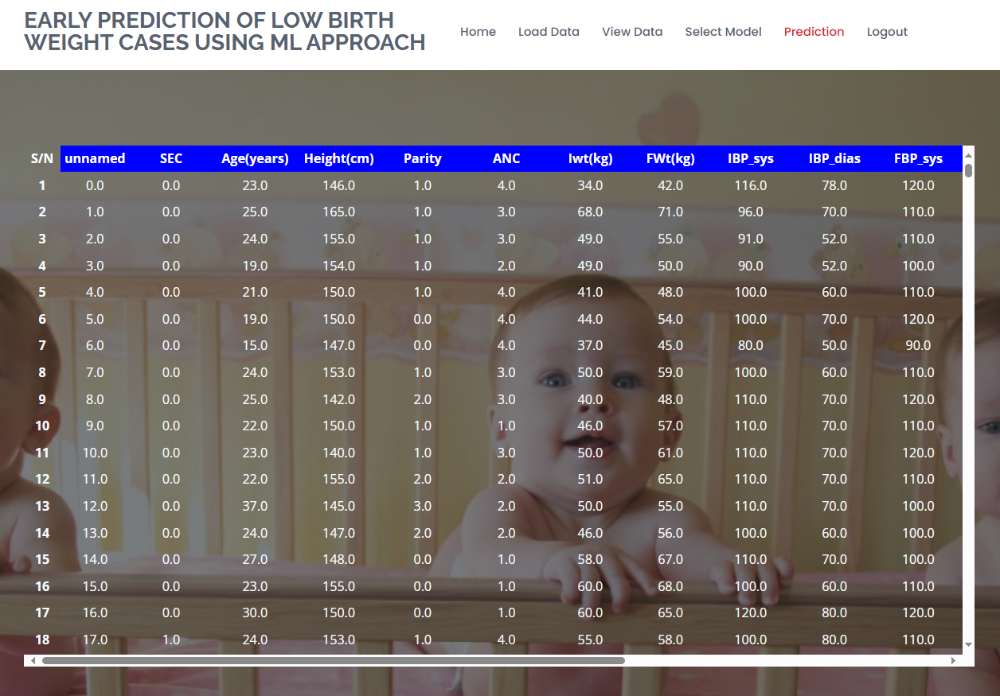 EARLY PREDICTION OF LOW BIRTH
WEIGHT CASES USING ML APPROACH
Home Load Data View Data Select Model Prediction Logout
S/N unnamed SEC Age(years) Height(cm) Parity ANC Iwt(kg) FWt(kg) IBP_sys IBP_dias FBP_sys
1 0.0 0.0 23.0 146.0 1.0 4.0 34.0 42.0 116.0 78.0 120.0
2 1.0 0.0 25.0 165.0 1.0 3.0 68.0 71.0 96.0 70.0 110.0
3 2.0 0.0 24.0 155.0 1.0 3.0 49.0 55.0 91.0 52.0 110.0
4 3.0 0.0 19.0 154.0 1.0 2.0 49.0 50.0 90.0 52.0 100.0
5 4.0 0.0 21.0 150.0 1.0 4.0 41.0 48.0 100.0 60.0 110.0
6 5.0 0.0 19.0 150.0 0.0 4.0 44.0 54.0 100.0 70.0 120.0
7 6.0 0.0 15.0 147.0 0.0 4.0 37.0 45.0 80.0 50.0 90.0
8 7.0 0.0 24.0 153.0 1.0 3.0 50.0 59.0 100.0 60.0 110.0
9 8.0 0.0 25.0 142.0 2.0 3.0 40.0 48.0 110.0 70.0 120.0
10 9.0 0.0 22.0 150.0 1.0 1.0 46.0 57.0 110.0 70.0 110.0
11 10.0 0.0 23.0 140.0 1.0 3.0 50.0 61.0 110.0 70.0 120.0
12 11.0 0.0 22.0 155.0 2.0 2.0 51.0 65.0 110.0 70.0 110.0
13 12.0 0.0 37.0 145.0 3.0 2.0 50.0 55.0 110.0 70.0 100.0
14 13.0 0.0 24.0 147.0 2.0 2.0 46.0 56.0 100.0 60.0 100.0
15 14.0 0.0 27.0 148.0 0.0 1.0 58.0 67.0 110.0 70.0 100.0
16 15.0 0.0 23.0 155.0 0.0 1.0 60.0 68.0 100.0 60.0 110.0
17 16.0 0.0 30.0 150.0 0.0 1.0 60.0 65.0 120.0 80.0 120.0
18 17.0 1.0 24.0 153.0 1.0 4.0 55.0 58.0 100.0 80.0 110.0